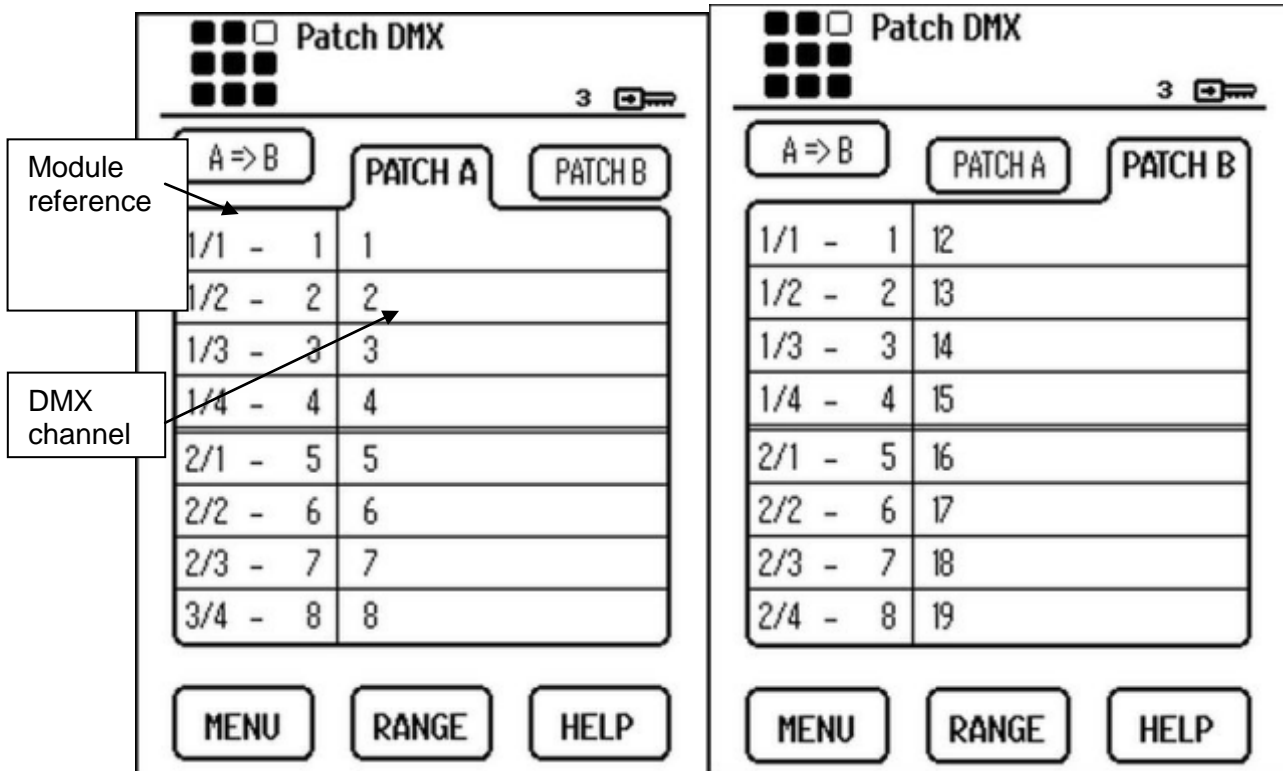 Patch DMX
3
A => B
PATCH A
PATCH B
Module
reference
1/1 - 1 1
1/2 - 2 2
1/3 - 3 3
DMX
channel
1/4 - 4 4
2/1 - 5 5
2/2 - 6 6
2/3 - 7 7
3/4 - 8 8
MENU RANGE HELP
Patch DMX
3
A => B
PATCH A
PATCH B
1/1 - 1 12
1/2 - 2 13
1/3 - 3 14
1/4 - 4 15
2/1 - 5 16
2/2 - 6 17
2/3 - 7 18
2/4 - 8 19
MENU RANGE HELP